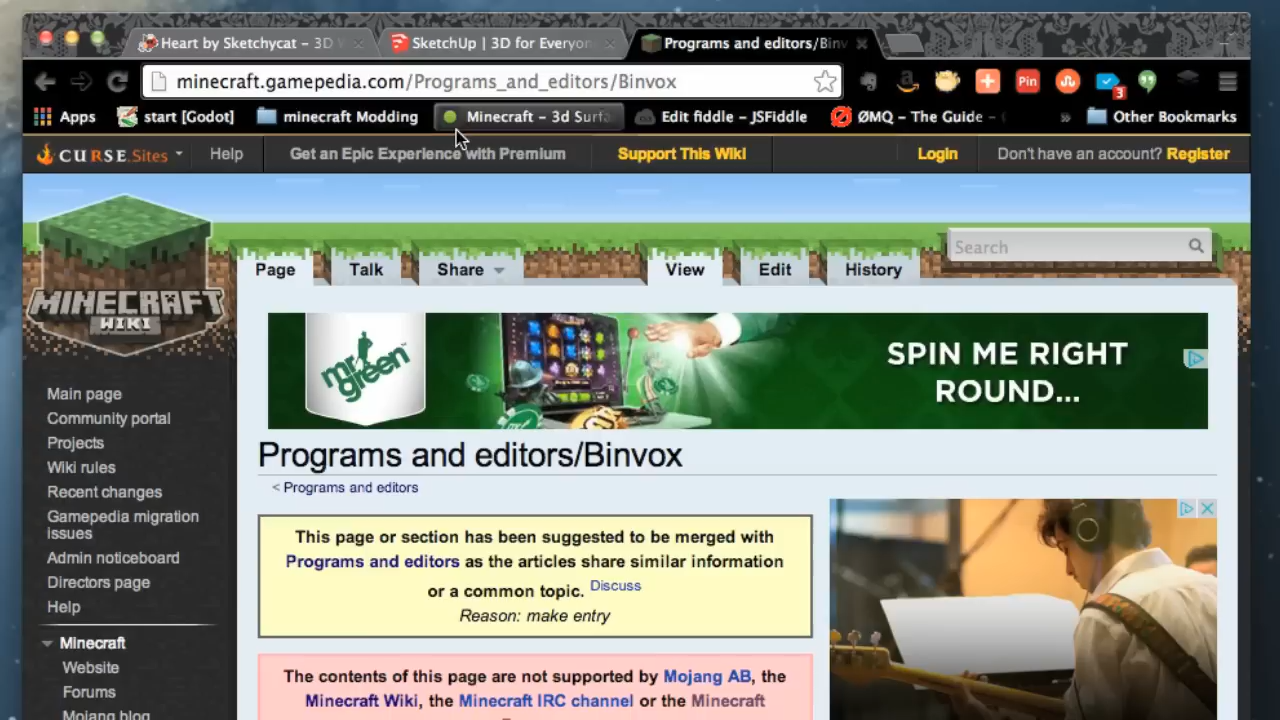 Heart by Sketchycat – 3D W
SketchUp | 3D for Everyon
Programs and editors/Binv
minecraft.gamepedia.com/Programs_and_editors/Binvox
Pin
3
Apps
start [Godot]
minecraft Modding
Minecraft – 3d Surfa
Edit fiddle – JSFiddle
ØMQ – The Guide –
»
Other Bookmarks
CURSE.Sites
Help
Get an Epic Experience with Premium
Support This Wiki
Login
Don't have an account? Register
MINECRAFT
WIKI
Page
Talk
Share
View
Edit
History
Search
mr green™
SPIN ME RIGHT
ROUND...
Main page
Community portal
Projects
Wiki rules
Recent changes
Gamepedia migration
issues
Admin noticeboard
Directors page
Help
Minecraft
Website
Forums
Mojang blog
Programs and editors/Binvox
< Programs and editors
This page or section has been suggested to be merged with
Programs and editors as the articles share similar information
or a common topic. Discuss
Reason: make entry
The contents of this page are not supported by Mojang AB, the
Minecraft Wiki, the Minecraft IRC channel or the Minecraft